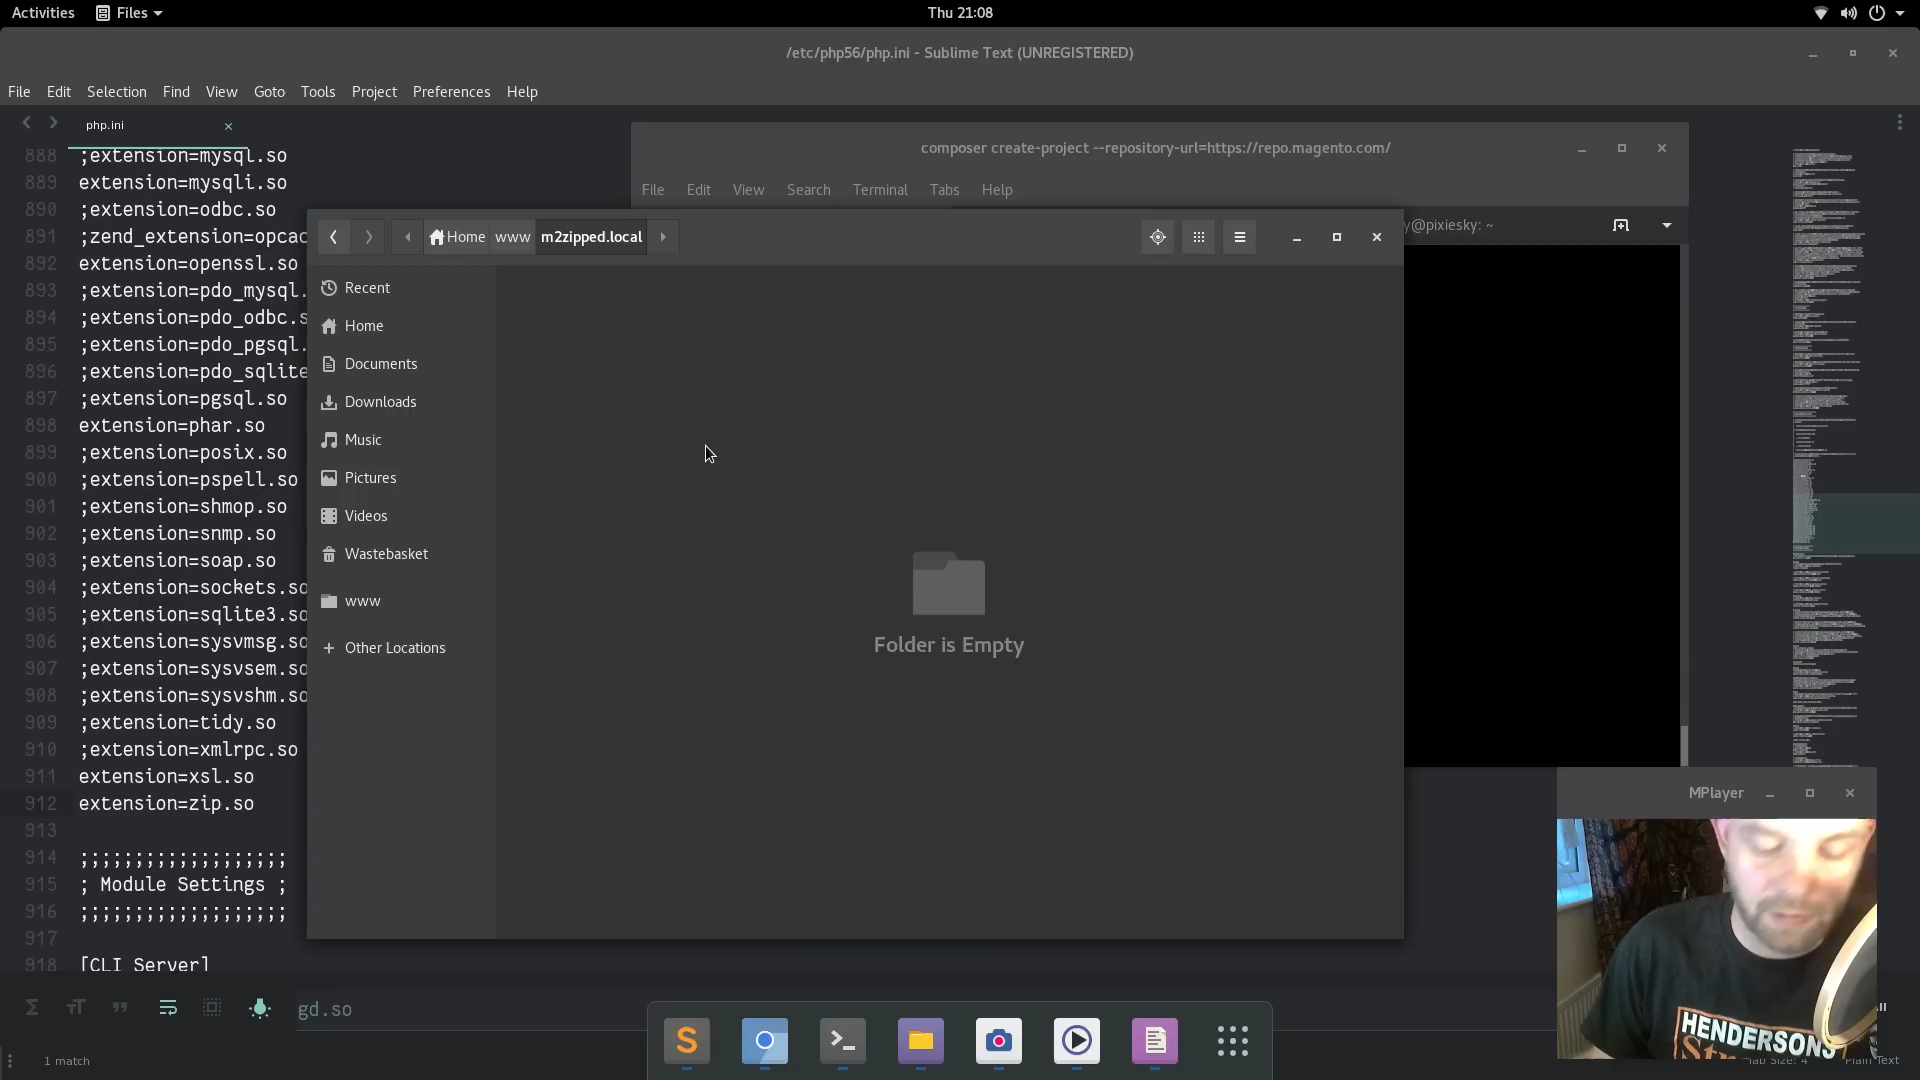 Activities Files Thu 21:08
/etc/php56/php.ini - Sublime Text (UNREGISTERED)
File Edit Selection Find View Goto Tools Project Preferences Help
php.ini
888 ;extension=mysql.so
889 extension=mysqli.so
890 ;extension=odbc.so
891 ;zend_extension=opcac
892 extension=openssl.so
893 ;extension=pdo_mysql.
894 ;extension=pdo_odbc.s
895 ;extension=pdo_pgsql.
896 ;extension=pdo_sqlite
897 ;extension=pgsql.so
898 extension=phar.so
899 ;extension=posix.so
900 ;extension=pspell.so
901 ;extension=shmop.so
902 ;extension=snmp.so
903 ;extension=soap.so
904 ;extension=sockets.so
905 ;extension=sqlite3.so
906 ;extension=sysvmsg.so
907 ;extension=sysvsem.so
908 ;extension=sysvshm.so
909 ;extension=tidy.so
910 ;extension=xmlrpc.so
911 extension=xsl.so
912 extension=zip.so
913
914 ;;;;;;;;;;;;;;;;;;;
915 ; Module Settings ;
916 ;;;;;;;;;;;;;;;;;;;
917
918 [CLI Server]
composer create-project --repository-url=https://repo.magento.com/
File Edit View Search Terminal Tabs Help
y@pixiesky: ~
Home www m2zipped.local
Recent
Home
Documents
Downloads
Music
Pictures
Videos
Wastebasket
www
Other Locations
Folder is Empty
MPlayer
HENDERSONS
gd.so
1 match
Tab Size: 4 Plain Text